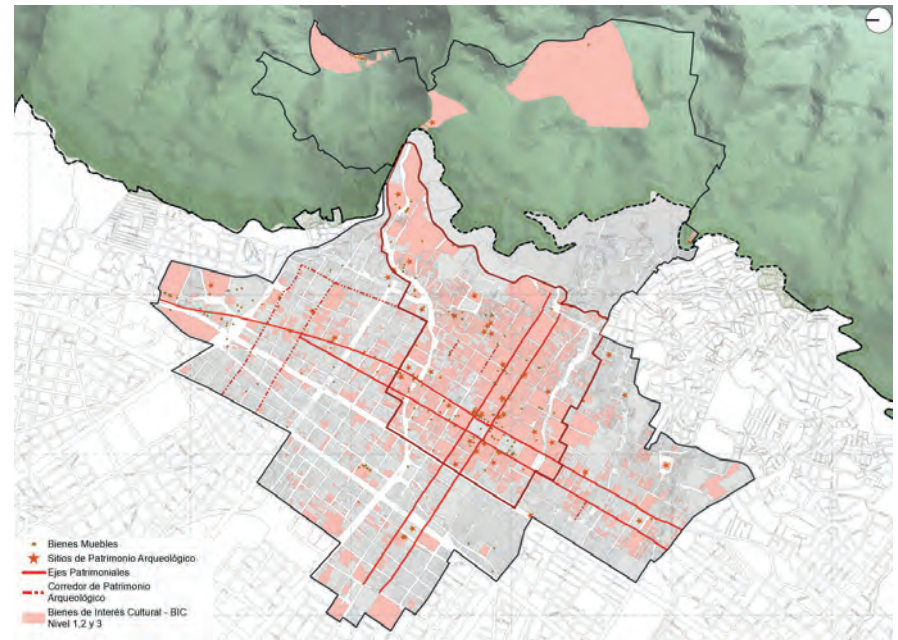 Bienes Muebles
Sitios de Patrimonio Arqueológico
Ejes Patrimoniales
Corredor de Patrimonio
Arqueológico
Bienes de Interés Cultural - BIC
Nivel 1,2 y 3